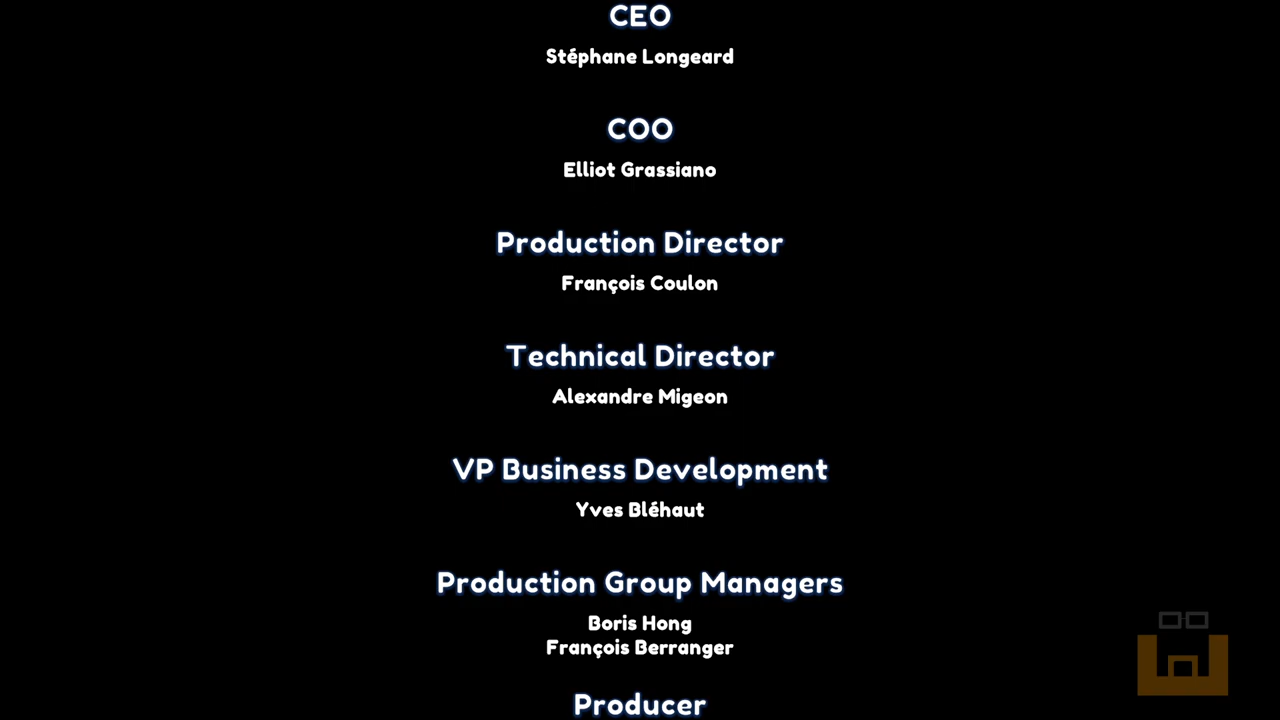 CEO
Stéphane Longeard
COO
Elliot Grassiano
Production Director
François Coulon
Technical Director
Alexandre Migeon
VP Business Development
Yves Bléhaut
Production Group Managers
Boris Hong
François Berranger
Producer